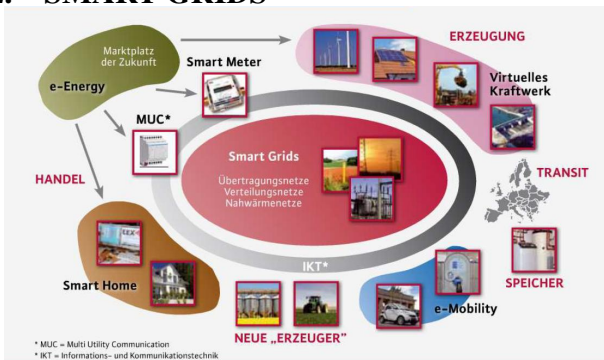 SMART GRIDS
ERZEUGUNG
Marktplatz
der Zukunft
e-Energy
Smart Meter
Virtuelles
Kraftwerk
MUC*
Smart Grids
Übertragungsnetze
Verteilungsnetze
Nahwärmenetze
HANDEL
TRANSIT
IKT*
SPEICHER
Smart Home
e-Mobility
NEUE „ERZEUGER"
* MUC = Multi Utility Communication
* IKT = Informations- und Kommunikationstechnik